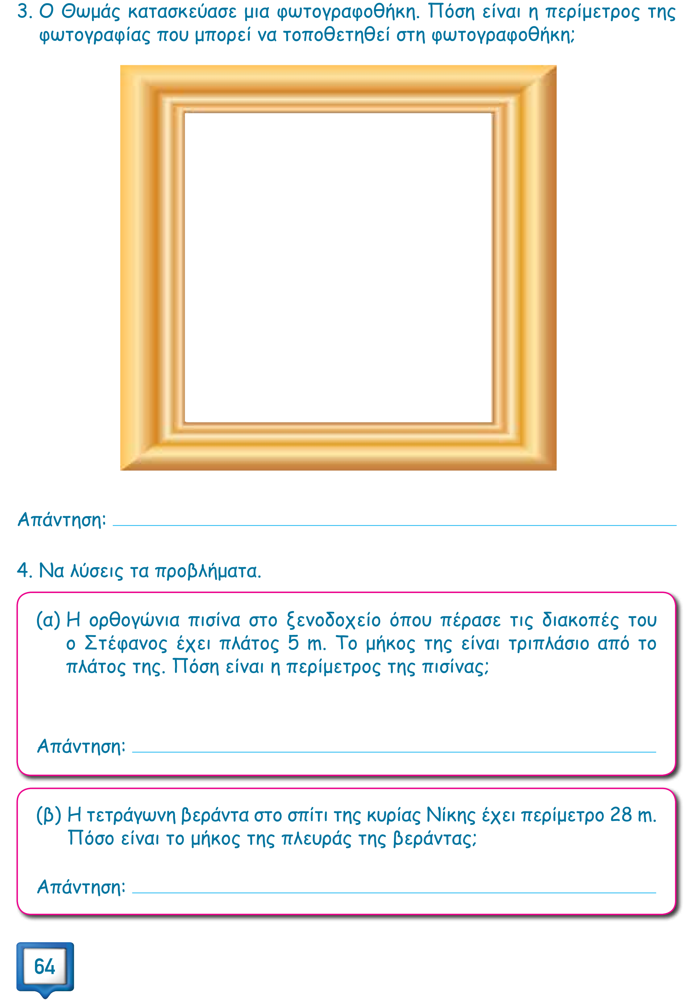 3. Ο Θωμάς κατασκεύασε μια φωτογραφοθήκη. Πόση είναι η περίμετρος της
φωτογραφίας που μπορεί να τοποθετηθεί στη φωτογραφοθήκη;
Απάντηση:
4. Να λύσεις τα προβλήματα.
(α) Η ορθογώνια πισίνα στο ξενοδοχείο όπου πέρασε τις διακοπές του
ο Στέφανος έχει πλάτος 5 m. Το μήκος της είναι τριπλάσιο από το
πλάτος της. Πόση είναι η περίμετρος της πισίνας;
Απάντηση:
(β) Η τετράγωνη βεράντα στο σπίτι της κυρίας Νίκης έχει περίμετρο 28 m.
Πόσο είναι το μήκος της πλευράς της βεράντας;
Απάντηση:
64